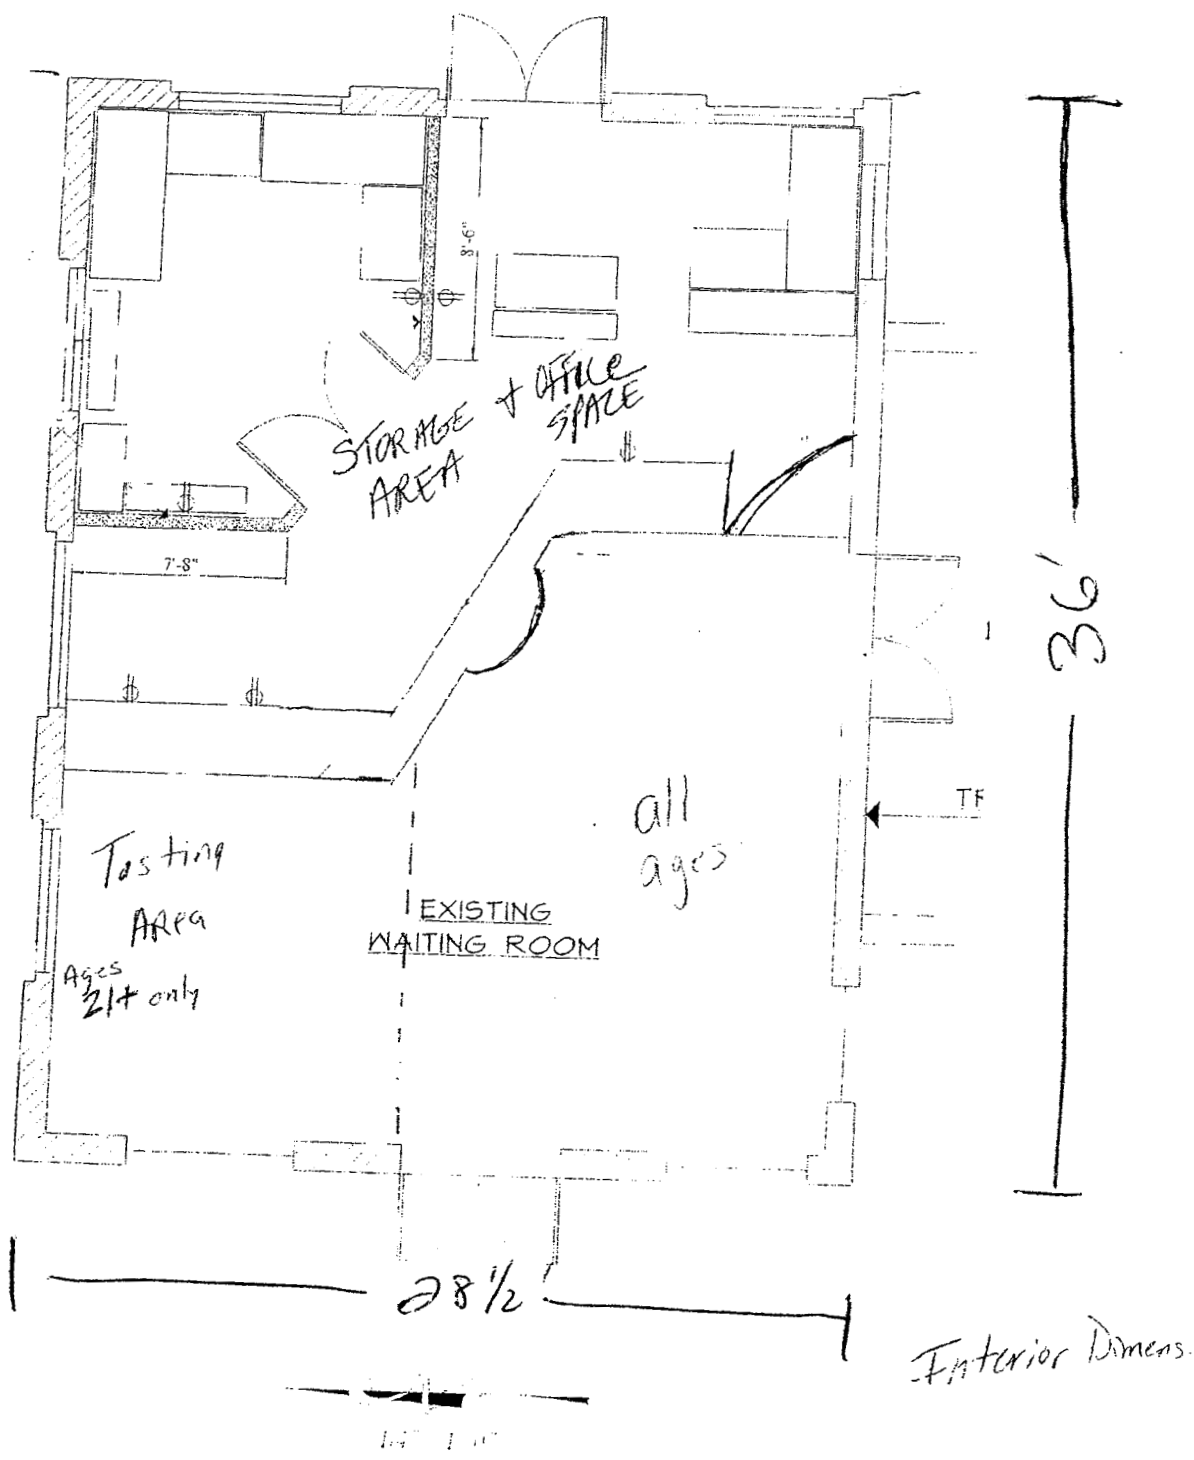 8'-6"
STORAGE + OFFICE
AREA SPACE
7'-8"
36'
all
ages
TF
Tasting
AREA
Ages
21+ only
EXISTING
WAITING ROOM
28 1/2'
Interior Dimens.